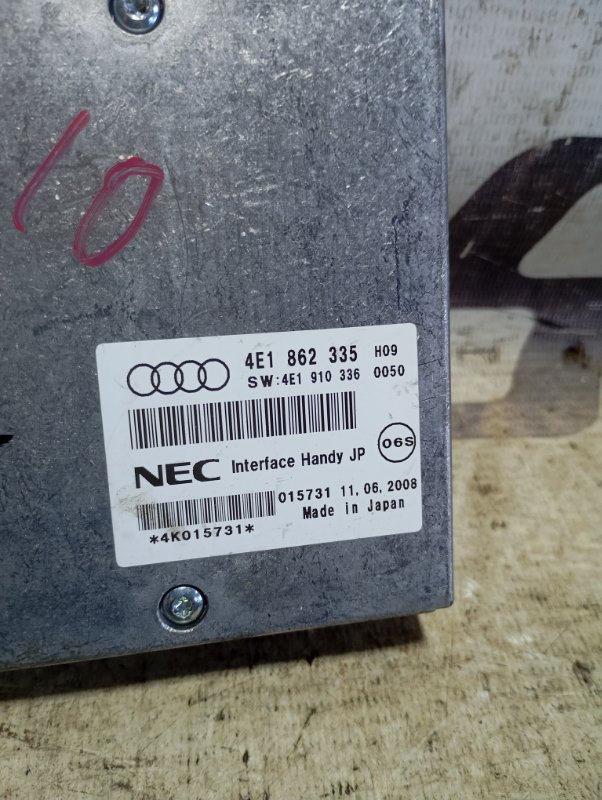 10
4E1 862 335 H09
SW:4E1 910 336 0050
NEC Interface Handy JP 06S
015731 11,06,2008
Made in Japan
*4K015731*